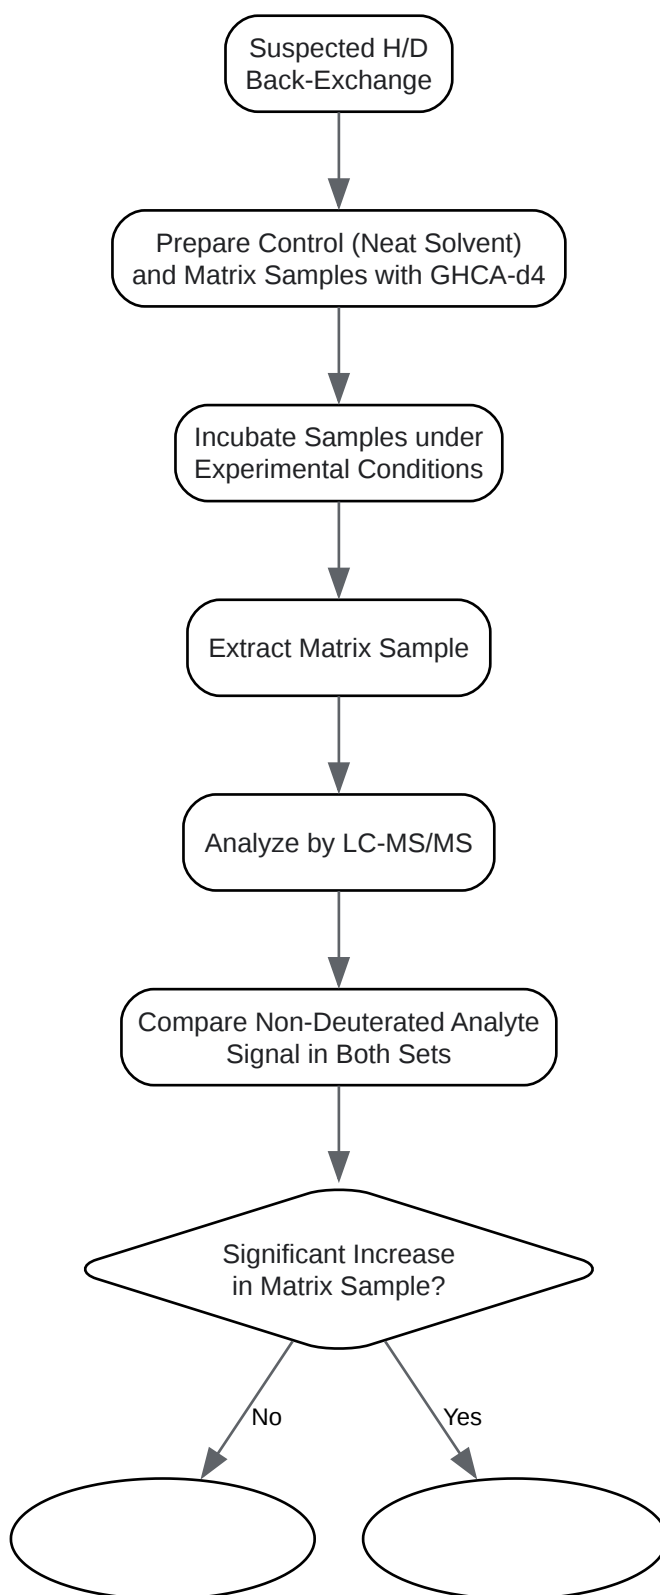 Suspected H/D
Back-Exchange
Prepare Control (Neat Solvent)
and Matrix Samples with GHCA-d4
Incubate Samples under
Experimental Conditions
Extract Matrix Sample
Analyze by LC-MS/MS
Compare Non-Deuterated Analyte
Signal in Both Sets
Significant Increase
in Matrix Sample?
No
Yes